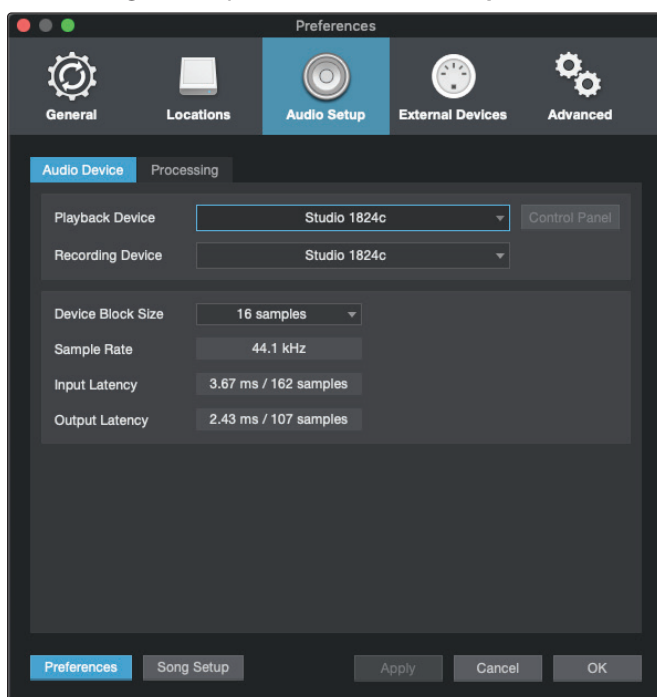 Preferences
General Locations Audio Setup External Devices Advanced
Audio Device Processing
Playback Device Studio 1824c Control Panel
Recording Device Studio 1824c
Device Block Size 16 samples
Sample Rate 44.1 kHz
Input Latency 3.67 ms / 162 samples
Output Latency 2.43 ms / 107 samples
Preferences Song Setup Apply Cancel OK